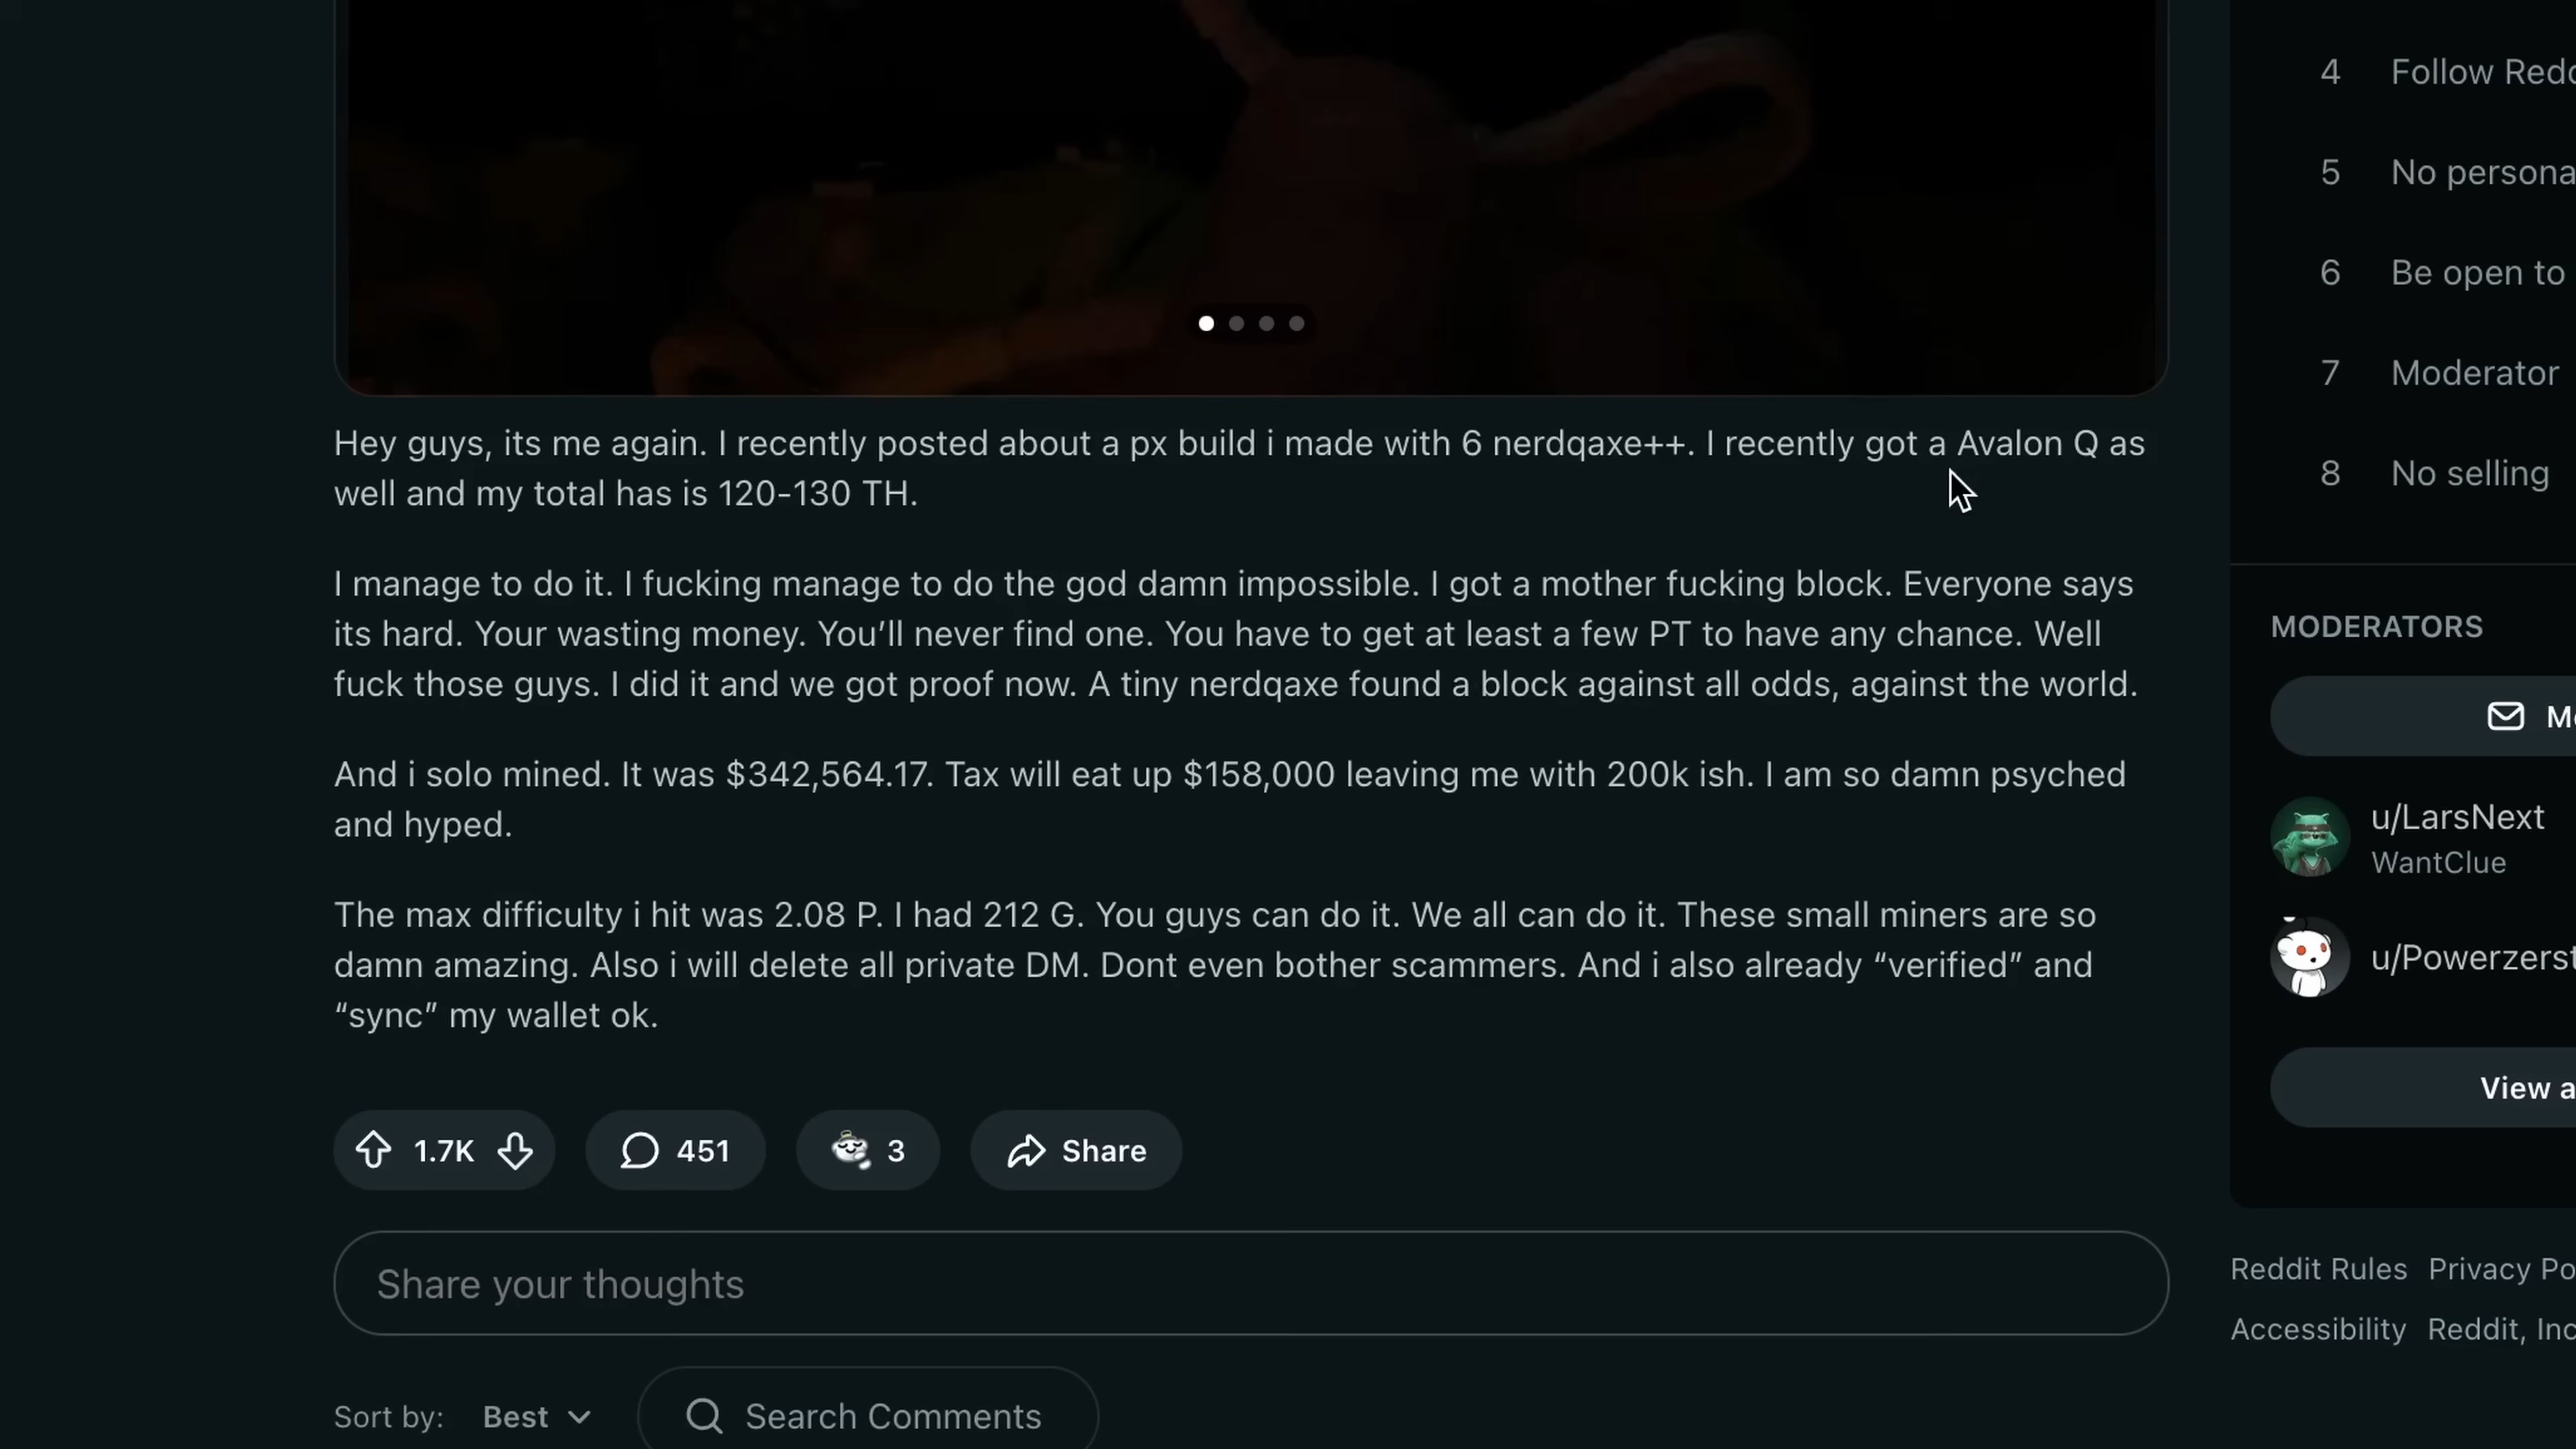 Hey guys, its me again. I recently posted about a px build i made with 6 nerdqaxe++. I recently got a Avalon Q as
well and my total has is 120-130 TH.
I manage to do it. I fucking manage to do the god damn impossible. I got a mother fucking block. Everyone says
its hard. Your wasting money. You’ll never find one. You have to get at least a few PT to have any chance. Well
fuck those guys. I did it and we got proof now. A tiny nerdqaxe found a block against all odds, against the world.
And i solo mined. It was $342,564.17. Tax will eat up $158,000 leaving me with 200k ish. I am so damn psyched
and hyped.
The max difficulty i hit was 2.08 P. I had 212 G. You guys can do it. We all can do it. These small miners are so
damn amazing. Also i will delete all private DM. Dont even bother scammers. And i also already “verified” and
“sync” my wallet ok.
1.7K 451 3 Share
Share your thoughts
Sort by: Best Search Comments
4 Follow
5 No
6 Be open to
7 Moderator
8 No selling
MODERATORS
u/LarsNext
WantClue
u/Powerzerst
View
Reddit Rules Privacy
Accessibility Reddit, Inc